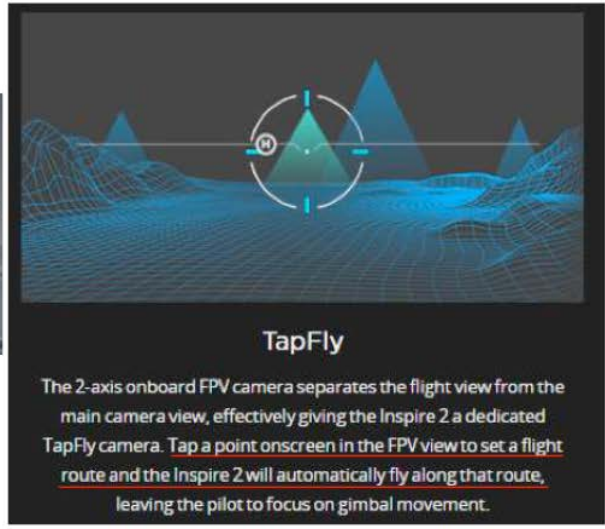 H
TapFly
The 2-axis onboard FPV camera separates the flight view from the
main camera view, effectively giving the Inspire 2 a dedicated
TapFly camera. Tap a point onscreen in the FPV view to set a flight
route and the Inspire 2 will automatically fly along that route,
leaving the pilot to focus on gimbal movement.